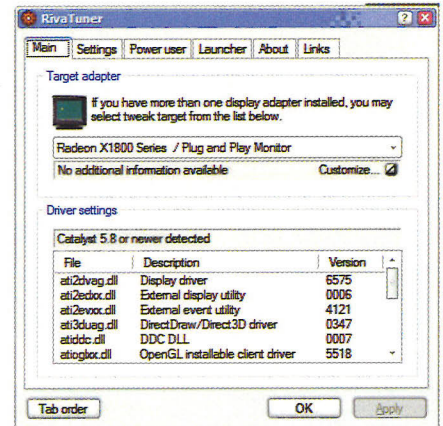 RivaTuner
Main Settings Power user Launcher About Links
Target adapter
If you have more than one display adapter installed, you may
select tweak target from the list below.
Radeon X1800 Series / Plug and Play Monitor
No additional information available Customize...
Driver settings
Catalyst 5.8 or newer detected
File Description Version
ati2dvag.dll Display driver 6575
ati2edxx.dll External display utility 0006
ati2evxx.dll External event utility 4121
ati3duag.dll DirectDraw/Direct3D driver 0347
atiddc.dll DDC DLL 0007
atioglxx.dll OpenGL installable client driver 5518
Tab order OK Apply